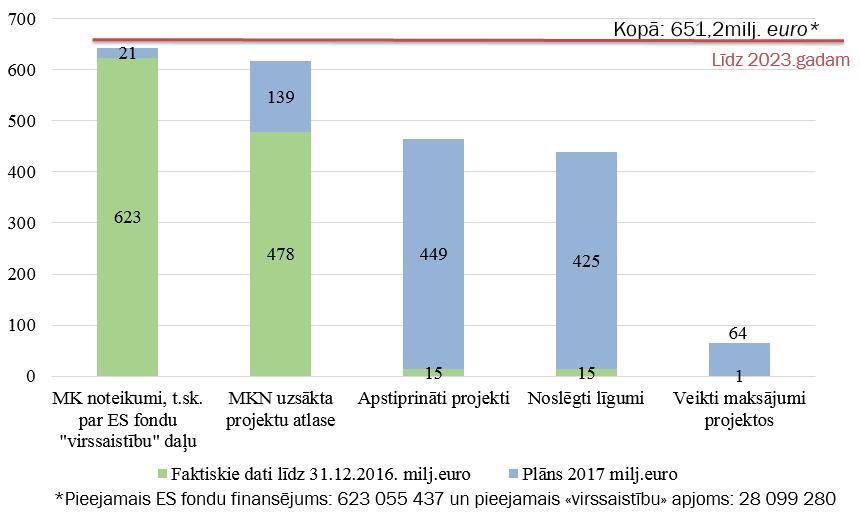 700
600
500
400
300
200
100
0
Kopā: 651,2milj. euro*
Līdz 2023.gadam
21
623
139
478
449
15
425
15
64
1
MK noteikumi, t.sk.
par ES fondu
"virssaistību" daļu
MKN uzsākta
projektu atlase
Apstiprināti projekti
Noslēgti līgumi
Veikti maksājumi
projektos
Faktiskie dati līdz 31.12.2016. milj.euro
Plāns 2017 milj.euro
*Pieejamais ES fondu finansējums: 623 055 437 un pieejamais «virssaistību» apjoms: 28 099 280